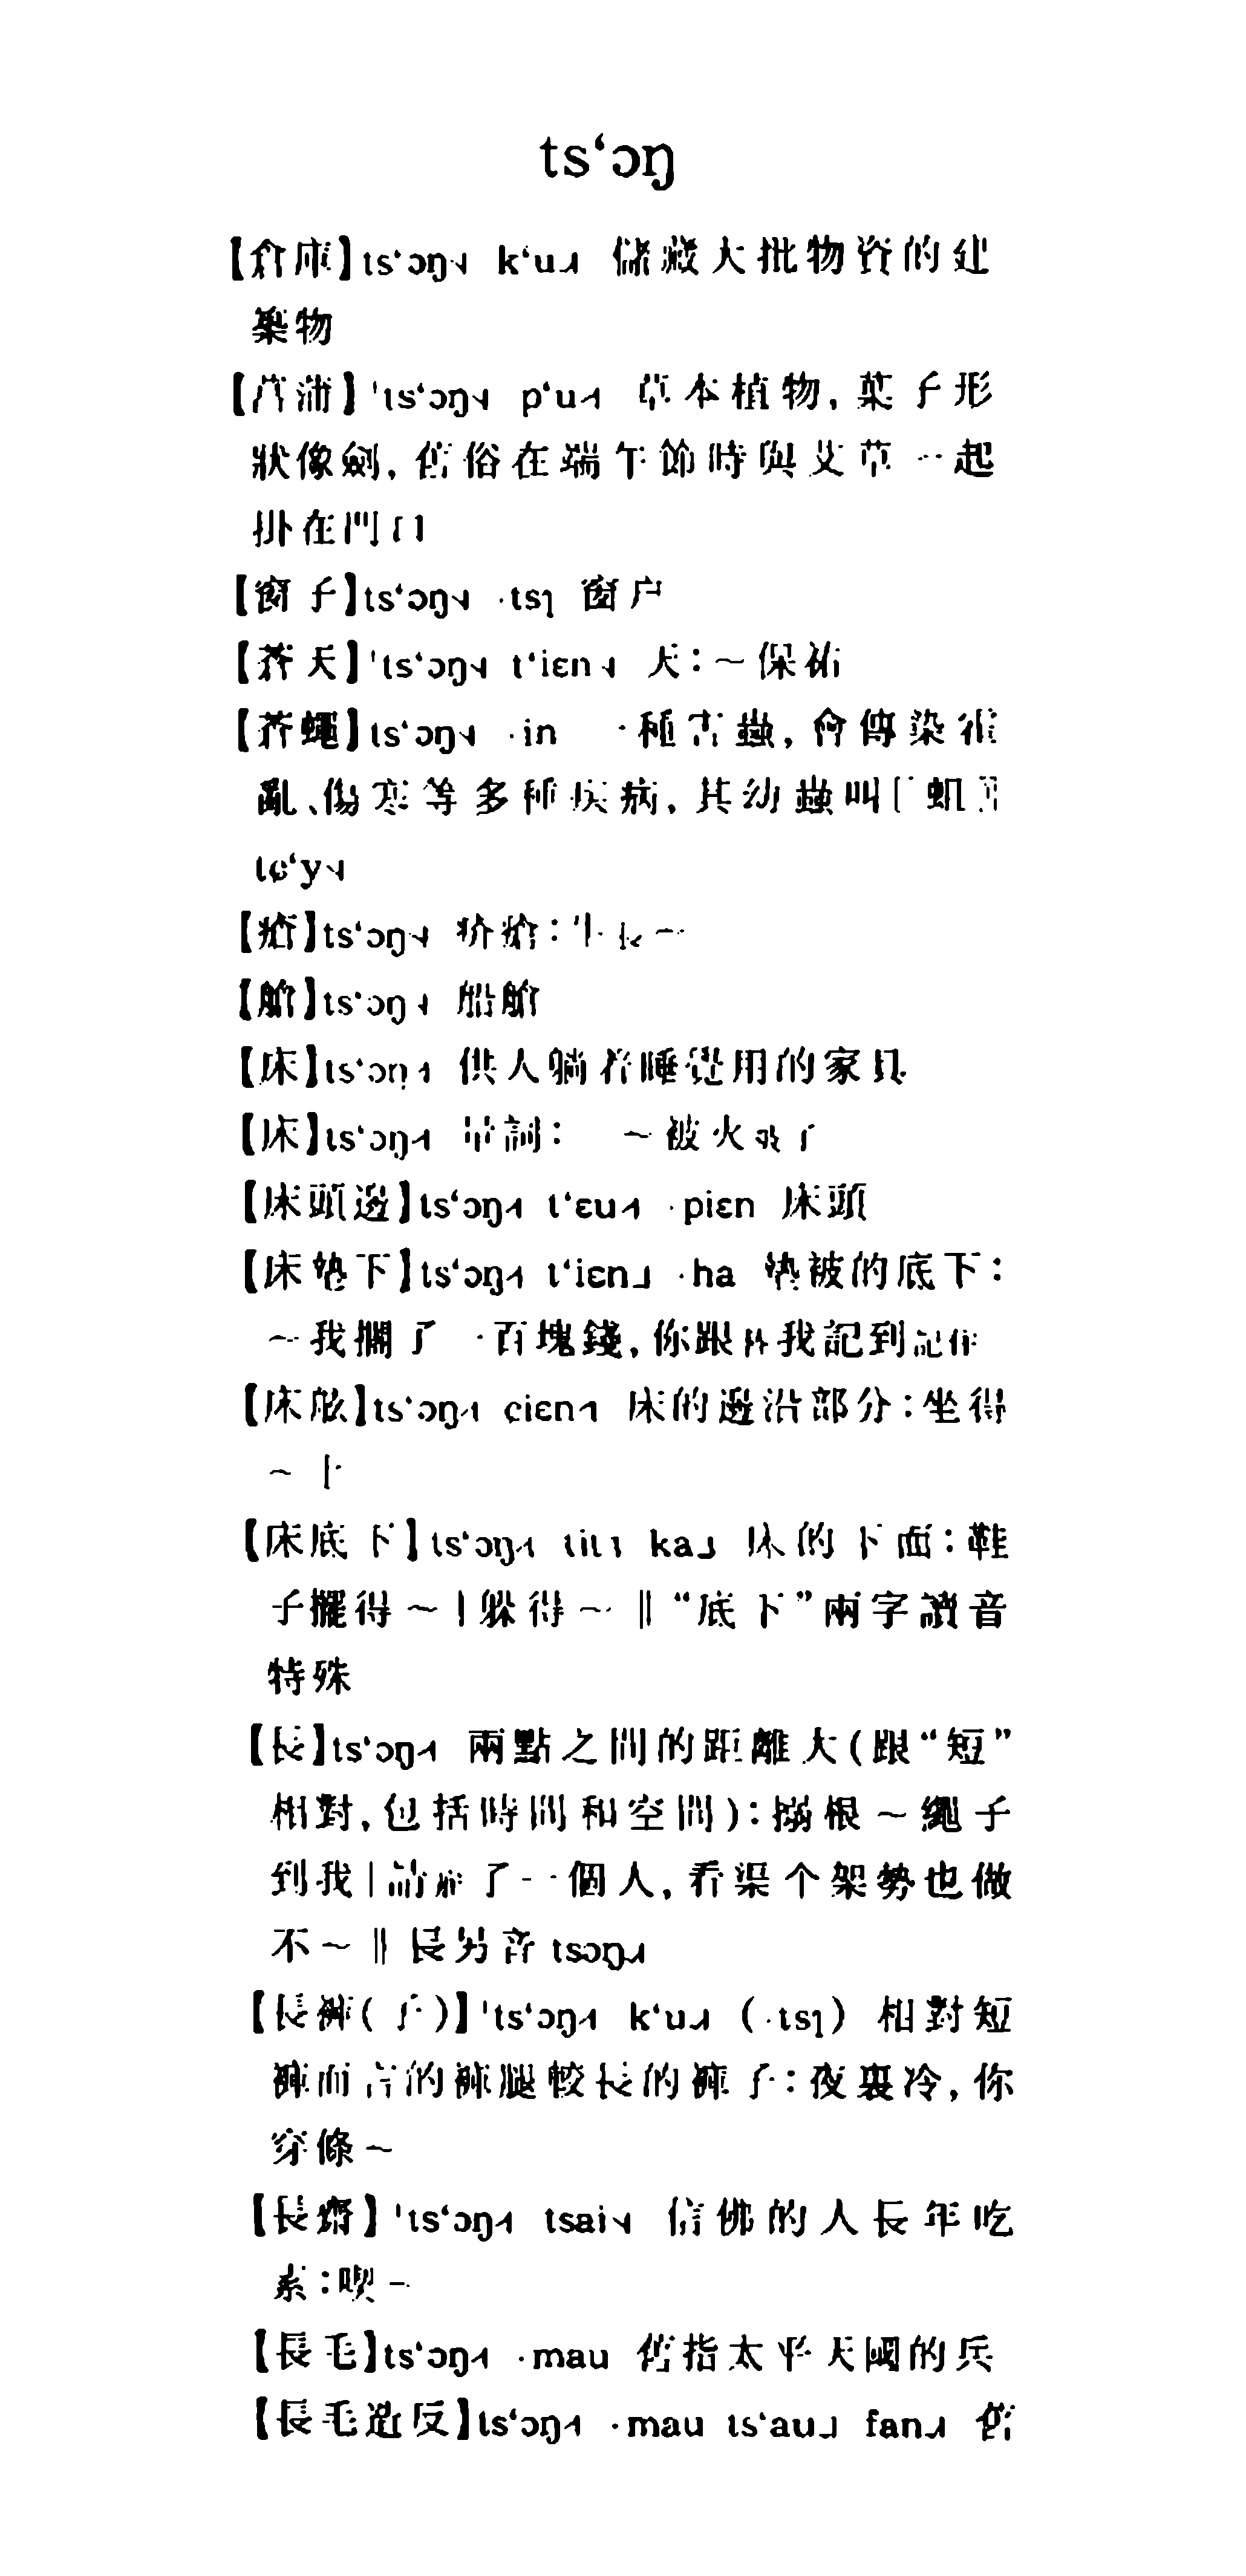 ts‘ɔŋ
【倉庫】ts‘ɔŋ˧˩ k‘u˨˩ 儲藏大批物資的建
築物
【菖蒲】ˈts‘ɔŋ˧˩ p‘u˨˦ 草本植物，葉子形
狀像劍，舊俗在端午節時與艾草一起
掛在門口
【窗子】ts‘ɔŋ˧˩ ·tsɿ 窗户
【蒼天】ˈts‘ɔŋ˧˩ t‘iɛn˧˩ 天：～保祐
【蒼蠅】ts‘ɔŋ˧˩ ·in 一種害蟲，會傳染霍
亂、傷寒等多種疾病，其幼蟲叫「蛆」
tɕ‘y˧˩
【瘡】ts‘ɔŋ˧˩ 疥瘡：生長～
【艙】ts‘ɔŋ˧˩ 船艙
【床】ts‘ɔŋ˨˦ 供人躺着睡覺用的家具
【床】ts‘ɔŋ˨˦ 量詞：～被火
【床頭邊】ts‘ɔŋ˨˦ t‘ɛu˨˦ ·piɛn 床頭
【床墊下】ts‘ɔŋ˨˦ t‘iɛn˩ ·ha 墊被的底下：
～我擱了一百塊錢，你跟我記到
【床舷】ts‘ɔŋ˨˦ ɕiɛn˨˦ 床的邊沿部分：坐得
～上
【床底下】ts‘ɔŋ˨˦ tit˥ ka˩ 床的下面：鞋
子擺得～｜躲得～‖“底下”兩字讀音
特殊
【長】ts‘ɔŋ˨˦ 兩點之間的距離大（跟“短”
相對，包括時間和空間）：搦根～繩子
到我｜請了一個人，看渠个架勢也做
不～‖長另音 tsɔŋ˨˩
【長褲（子）】ˈts‘ɔŋ˨˦ k‘u˨˩ （·tsɿ） 相對短
褲而言的褲腿較長的褲子：夜裏冷，你
穿條～
【長齋】ˈts‘ɔŋ˨˦ tsai˧˩ 信佛的人長年吃
素：喫～
【長毛】ts‘ɔŋ˨˦ ·mau 舊指太平天國的兵
【長毛造反】ts‘ɔŋ˨˦ ·mau ts‘au˩ fan˨˩ 舊